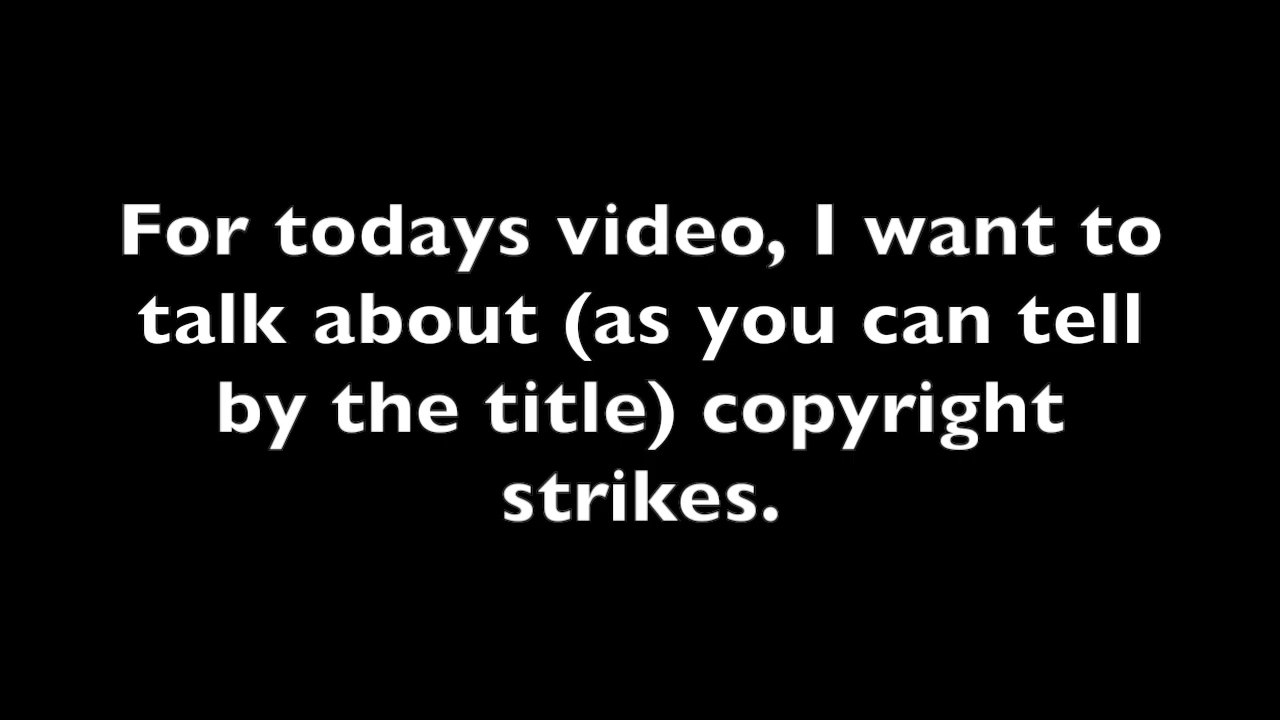 For todays video, I want to
talk about (as you can tell
by the title) copyright
strikes.